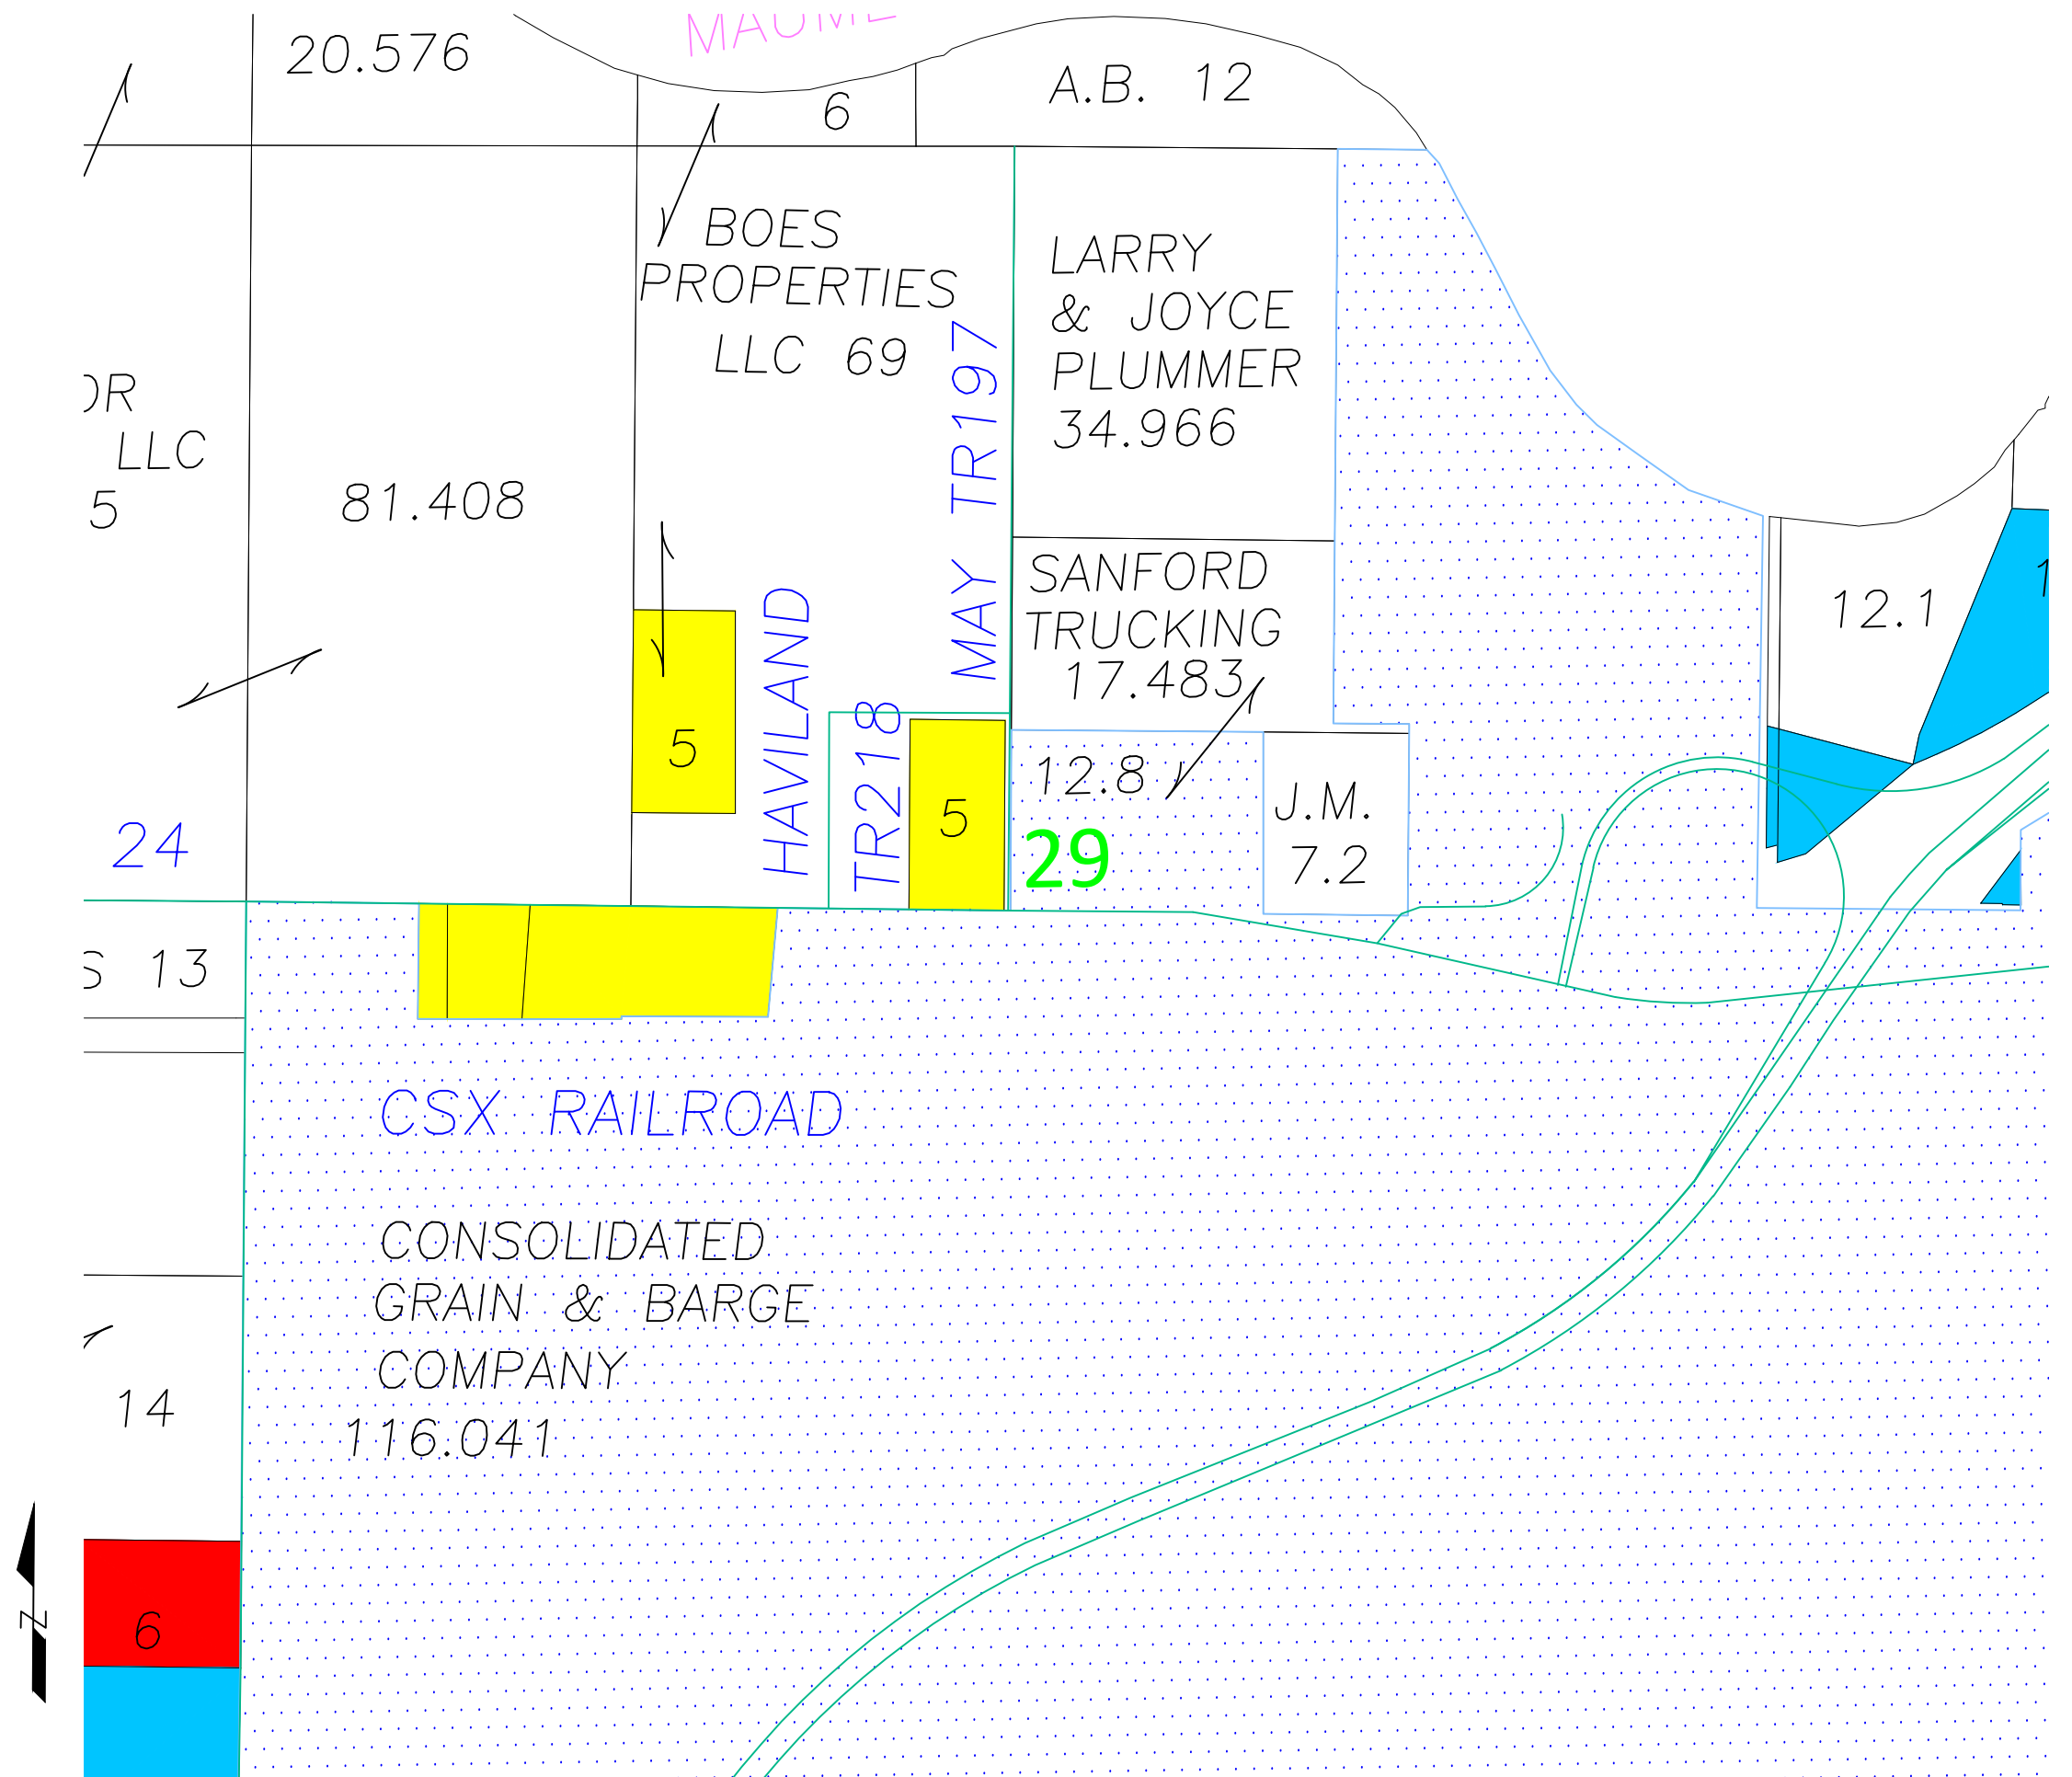 20.576
6
A.B. 12
BOES
PROPERTIES
LLC 69
LARRY
& JOYCE
PLUMMER
34.966
MAY TR197
LLC
5
81.408
SANFORD
TRUCKING
17.483
12.1
HAVILAND
TR218
5
5
12.8
29
J.M.
7.2
24
S 13
CSX RAILROAD
CONSOLIDATED
GRAIN & BARGE
COMPANY
116.041
14
6
N